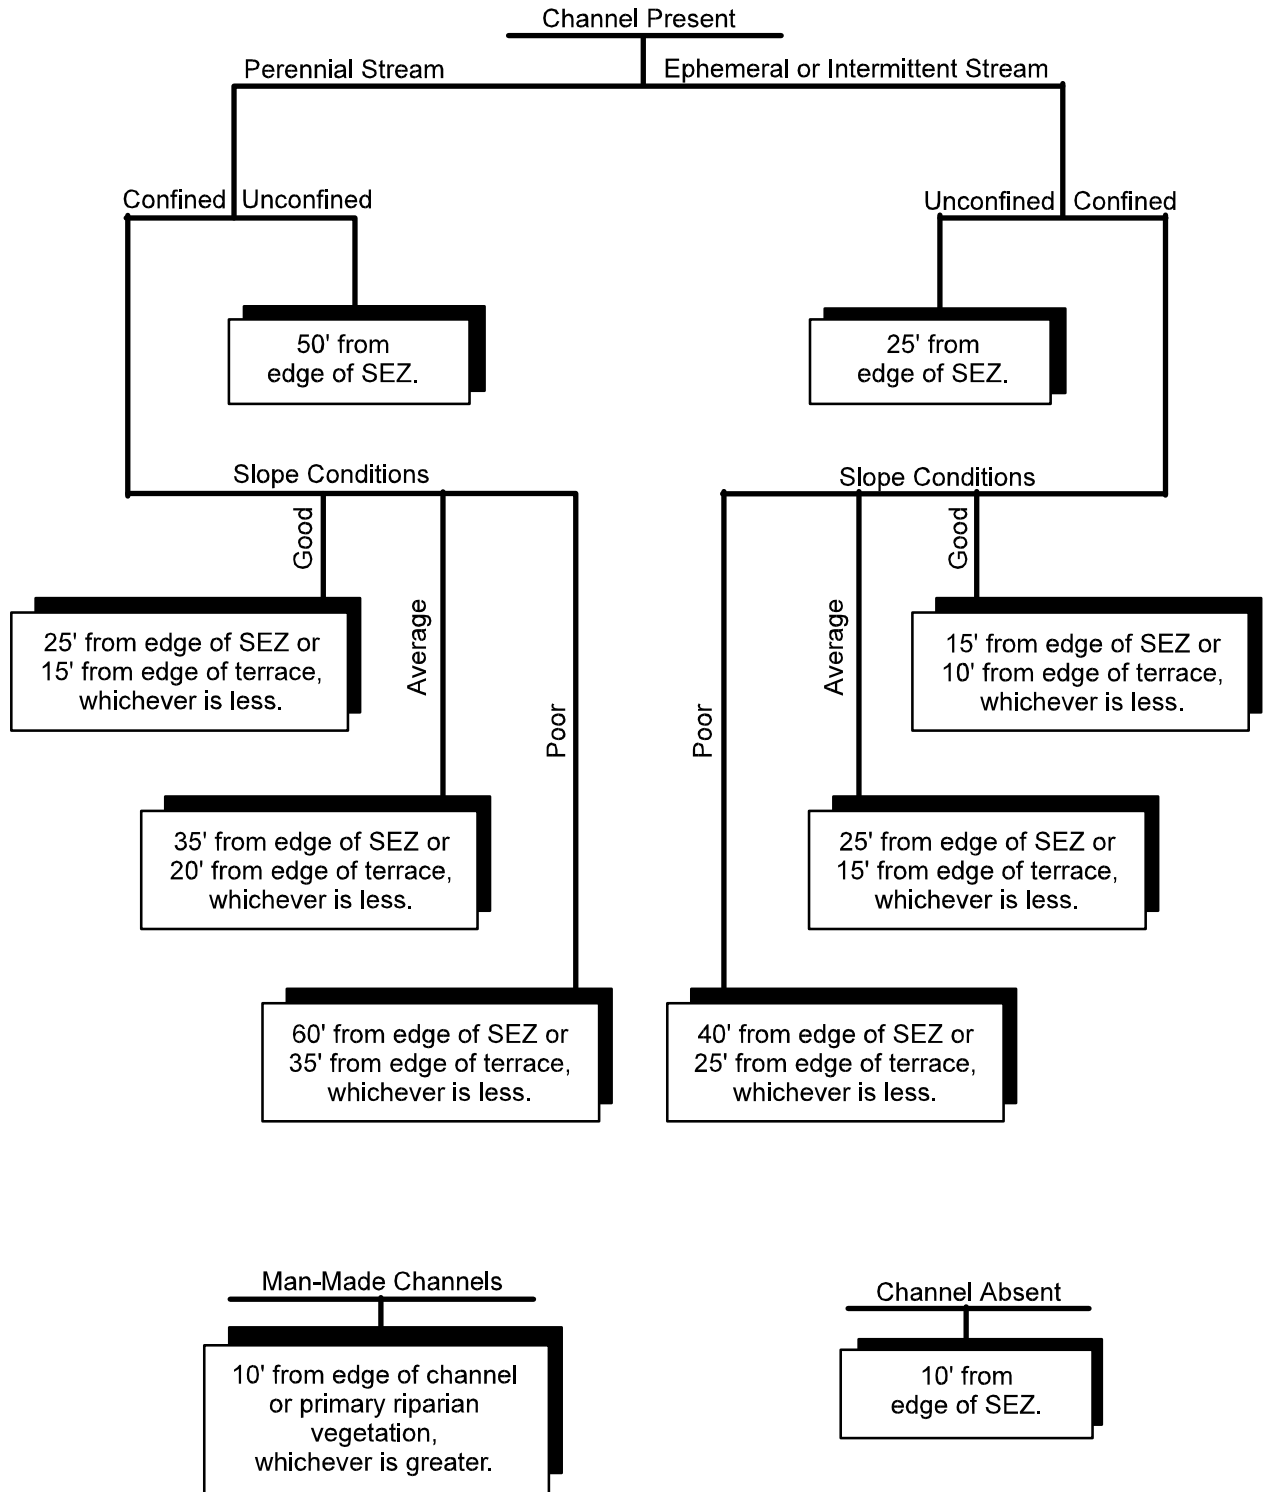 Channel Present
Perennial Stream
Ephemeral or Intermittent Stream
Confined
Unconfined
Unconfined
Confined
50' from
edge of SEZ.
25' from
edge of SEZ.
Slope Conditions
Slope Conditions
Good
Average
Poor
Poor
Average
Good
25' from edge of SEZ or
15' from edge of terrace,
whichever is less.
15' from edge of SEZ or
10' from edge of terrace,
whichever is less.
35' from edge of SEZ or
20' from edge of terrace,
whichever is less.
25' from edge of SEZ or
15' from edge of terrace,
whichever is less.
60' from edge of SEZ or
35' from edge of terrace,
whichever is less.
40' from edge of SEZ or
25' from edge of terrace,
whichever is less.
Man-Made Channels
10' from edge of channel
or primary riparian
vegetation,
whichever is greater.
Channel Absent
10' from
edge of SEZ.